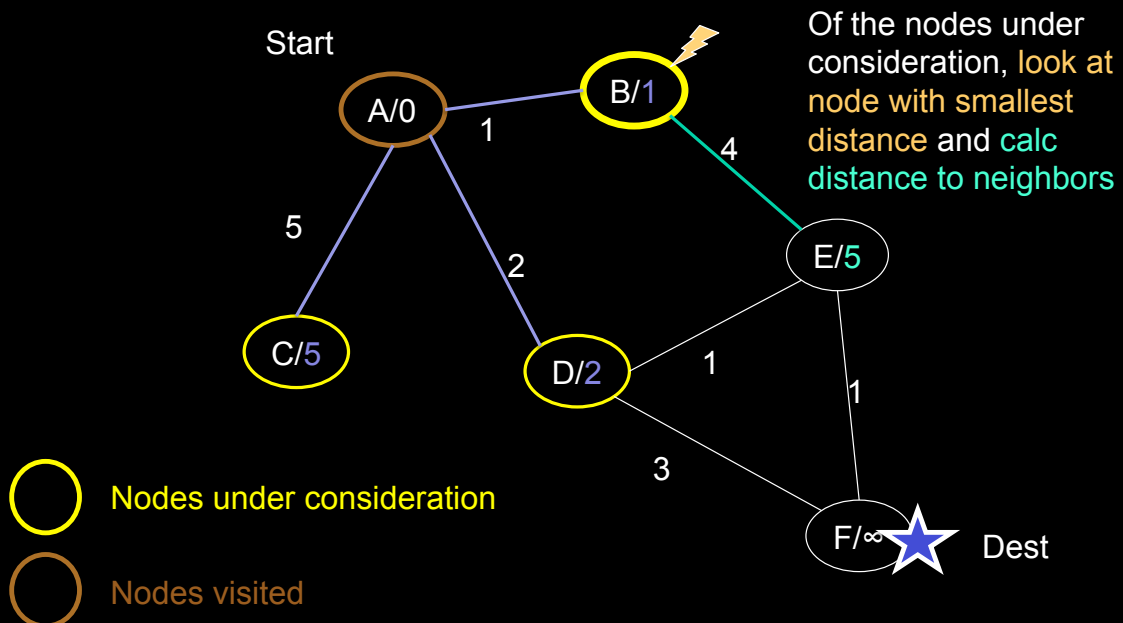 Start
Of the nodes under
consideration, look at
node with smallest
distance and calc
distance to neighbors
A/0
B/1
1
4
5
2
E/5
C/5
D/2
1
1
3
Nodes under consideration
F/∞
Dest
Nodes visited